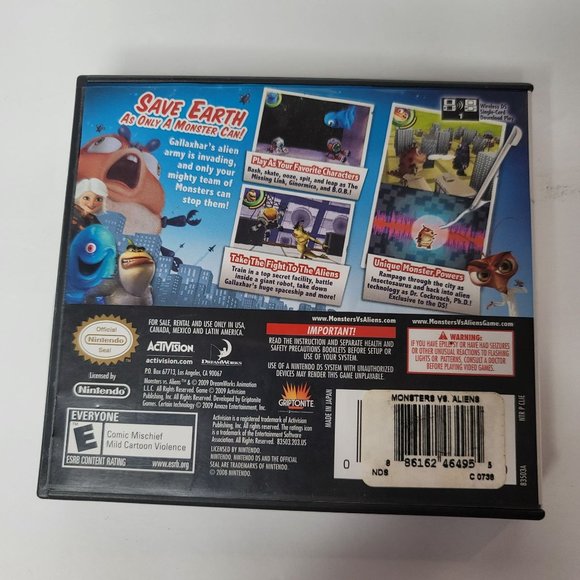 SAVE EARTH
AS ONLY A MONSTER CAN!
Gallaxhar's alien
army is invading,
and only your
mighty team of
Monsters can
stop them!
Play As Your Favorite Characters
Bash, skate, ooze, spit, and leap as The
Missing Link, Ginormica, and B.O.B.!
Take The Fight To The Aliens
Train in a top secret facility, battle
inside a giant robot, take down
Gallaxhar's huge spaceship and more!
Wireless DS
Single-Card
Download Play
Unique Monster Powers
Rampage through the city as
Insectosaurus and hack into alien
technology as Dr. Cockroach, Ph.D.!
Exclusive to the DS!
Official
Nintendo
Seal
Licensed by
Nintendo
FOR SALE, RENTAL AND USE ONLY IN USA,
CANADA, MEXICO AND LATIN AMERICA.
ACTIVISION
activision.com
DREAMWORKS
P.O. Box 67713, Los Angeles, CA 90067
Monsters vs. Aliens ™ & © 2009 DreamWorks Animation
L.L.C. All Rights Reserved. Game © 2009 Activision
Publishing, Inc. All Rights Reserved. Developed by Griptonite
Games. Certain technology © 2009 Amaze Entertainment, Inc.
EVERYONE
E
Comic Mischief
Mild Cartoon Violence
ESRB CONTENT RATING
www.esrb.org
www.MonstersVsAliens.com
IMPORTANT!
READ THE INSTRUCTION AND SEPARATE HEALTH AND
SAFETY PRECAUTIONS BOOKLETS BEFORE SETUP OR
USE OF YOUR SYSTEM.
USE OF A NINTENDO DS SYSTEM WITH UNAUTHORIZED
DEVICES MAY RENDER THIS GAME UNPLAYABLE.
GRIPTONITE
GAMES
Activision is a registered trademark of Activision
Publishing, Inc. All rights reserved. The ratings icon
is a trademark of the Entertainment Software
Association. 83503.203.US
LICENSED BY NINTENDO.
NINTENDO, NINTENDO DS AND THE OFFICIAL
SEAL ARE TRADEMARKS OF NINTENDO.
© 2008 NINTENDO.
MADE IN JAPAN
www.MonstersVsAliensGame.com
WARNING:
IF YOU HAVE EPILEPSY OR HAVE HAD SEIZURES
OR OTHER UNUSUAL REACTIONS TO FLASHING
LIGHTS OR PATTERNS, CONSULT A DOCTOR
BEFORE PLAYING VIDEO GAMES.
MONSTERS VS. ALIENS
0
8 86162 46495 5
NDS
C 0738
83503A